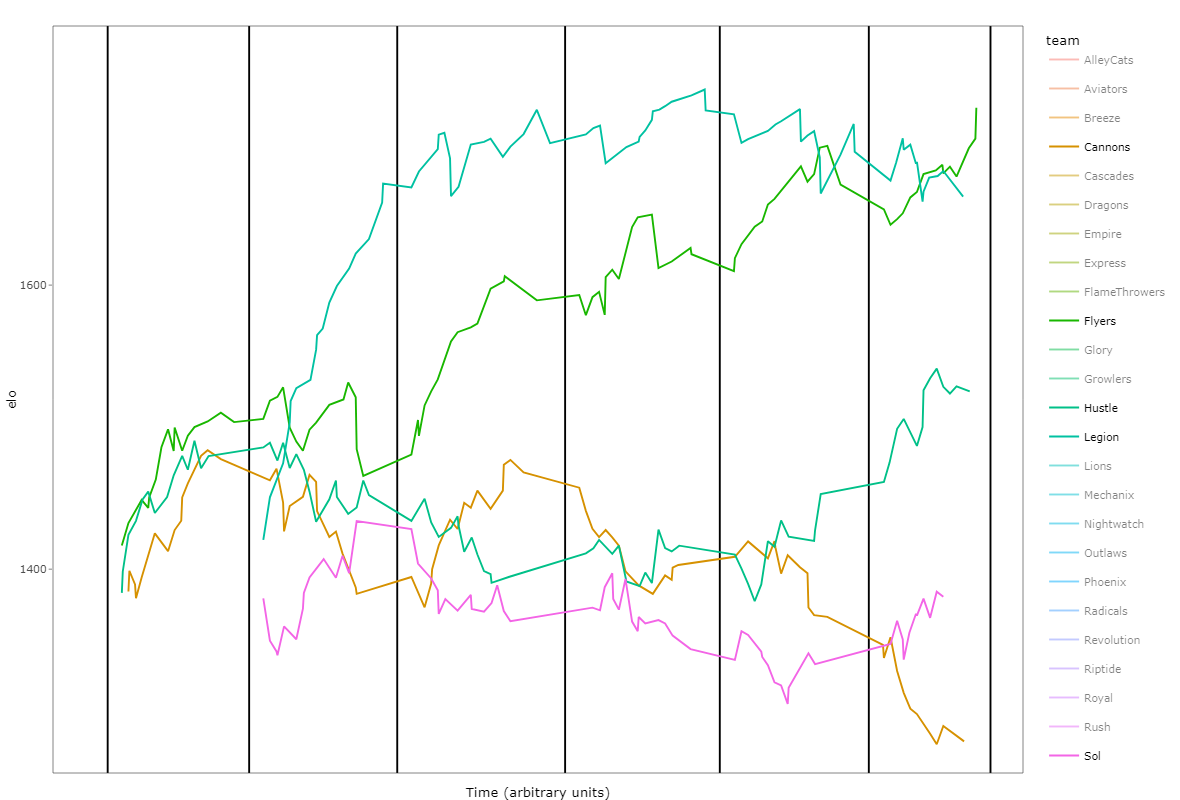 team
AlleyCats
Aviators
Breeze
Cannons
Cascades
Dragons
Empire
Express
FlameThrowers
Flyers
Glory
Growlers
Hustle
Legion
Lions
Mechanix
Nightwatch
Outlaws
Phoenix
Radicals
Revolution
Riptide
Royal
Rush
Sol
1600
1400
elo
Time (arbitrary units)